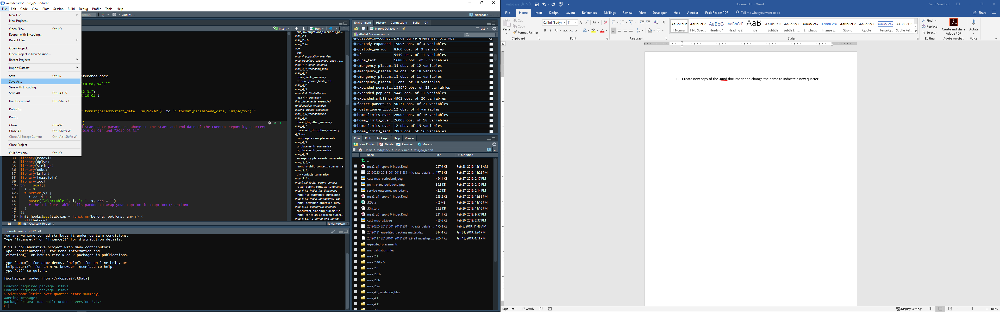 ~/mdcpsde2 - pre_q5 - RStudio
File Edit Code View Plots Session Build Debug Profile Tools Help
New File
New Project...
Open File... Ctrl+O
Reopen with Encoding...
Recent Files
Open Project...
Open Project in New Session...
Recent Projects
Import Dataset
Save Ctrl+S
Save As...
Save with Encoding...
Save All Ctrl+Alt+S
Knit Document Ctrl+Shift+K
Publish...
Print...
Close Ctrl+W
Close All Ctrl+Shift+W
Close All Except Current Ctrl+Alt+Shift+W
Close Project
Quit Session... Ctrl+Q
Addins
mdcpsde2 — ~
Insert Run
eference.docx
'%B %d, %Y')`"
12-31")
8-10-01")
r format(params$start_date, '%m/%d/%Y')` to `r format(params$end_date, '%m/%d/%Y')`"
start_date parameters above to the start and end date of the current reporting quarter;
2019-01-01" and "2019-03-31"
33 library(readxl)
34 library(dplyr)
35 library(stringr)
36 library(odbc)
37 library(knitr)
38 library(fuzzyjoin)
39 library(zoo)
40 tn = local({
41 i = 0
42 function(x) {
43 i <<- i + 1
44 paste('\n\n:Table ', i, ': ', x, sep = '')
45 # The : before Table tells pandoc to wrap your caption in <caption></caption>
46 }
47 })
48 knit_hooks$set(tab.cap = function(before, options, envir) {
49 if(!before)
3:8 MSA Quarterly Report R Markdown
mic_investigations_timeliness_pe...
msa_2.4
msa_2.8.b
msa_2.9a
age
age
msa_4_population_overview
msa_basefiles_expanded_case_re...
msa_4_1_other_children
msa_4_1_validation_files
msa_4_1
home_limits_summary
resource_home_limits_test
msa_4_2
msa_4_3
msa_4_4_50mileRadius
msa_4_4_summary
first_placements_expanded
relationships_expanded
sibling_groups_expanded
msa_4_6_validationfiles
msa_4_6
placed_together_summary
msa_4_7
placement_disruption_summary
4_9 func
congregate_care_placements
msa_4_9
cc_placements_summarise
cc_placements_summarise
msa_4_11
emergency_placements_summarise
msa_5_1_a
monthly_child_contacts_summarise
msa_5_1_b
thv_contacts_summarise
msa_5_1_c
msa.5.1.d_foster_parent_contact
foster_parent_contacts_summarise
msa_6.1.a_initial_fsp_timeliness
initial_fsp_submitted_summarise
msa_6.1.d_initial_permanency_pla...
initial_permplan_approved_sum...
msa_6.2.a_concurrent_planning
concurrent_planning_summarise
initial_concplan_approved_summ...
msa_6.3.a.1.a_period_end_permpl...
Console ~/mdcpsde2/
You are welcome to redistribute it under certain conditions.
Type 'license()' or 'licence()' for distribution details.
R is a collaborative project with many contributors.
Type 'contributors()' for more information and
'citation()' on how to cite R or R packages in publications.
Type 'demo()' for some demos, 'help()' for on-line help, or
'help.start()' for an HTML browser interface to help.
Type 'q()' to quit R.
[Workspace loaded from ~/mdcpsde2/.RData]
Loading required package: rJava
Loading required package: rJava
> View(home_limits_over_quarter_state_summary)
Warning message:
package 'rJava' was built under R version 3.4.4
>
Environment History Connections Build Git
Import Dataset List
Global Environment
custody_bycounty... Large gg (9 elements, 5.2 Mb)
custody_expanded 19096 obs. of 4 variables
custody_period 8360 obs. of 9 variables
df 9449 obs. of 11 variables
dupe_test 168856 obs. of 5 variables
emergency_placem... 35 obs. of 12 variables
emergency_placem... 94 obs. of 18 variables
emergency_placem... 13 obs. of 11 variables
emergency_placem... 1 obs. of 10 variables
expanded_permpla... 135979 obs. of 22 variables
expanded_pop_det... 9449 obs. of 11 variables
expanded_siblings 4902 obs. of 20 variables
foster_parent_co... 90171 obs. of 21 variables
foster_parent_co... 12 obs. of 4 variables
home_limits_over... 26003 obs. of 16 variables
home_limits_over... 26003 obs. of 18 variables
home_limits_over... 12 obs. of 15 variables
home_limits_sept 2062 obs. of 16 variables
Files Plots Packages Help Viewer
New Folder Delete Rename More
Home mdcpsde2 inst rmd msa_q4_report
Name Size Modified
..
msa2_q4_report_0_index.Rmd 237.9 KB Feb 28, 2019, 12:18 AM
20190215_20181001_20181231_mic_rate_details_... 177.8 KB Feb 27, 2019, 11:52 PM
cust_map_periodend.jpeg 454.1 KB Feb 27, 2019, 2:17 PM
perm_plans_periodend.png 35.8 KB Feb 27, 2019, 2:15 PM
service_outcomes_period.png 42.7 KB Feb 27, 2019, 2:14 PM
msa2_q4_report_1_index.Rmd 233.2 KB Feb 27, 2019, 12:38 PM
.RData 4.2 MB Feb 26, 2019, 11:16 PM
.Rhistory 23.9 KB Feb 26, 2019, 11:16 PM
msa2_q5_report_0_index.Rmd 231.1 KB Feb 20, 2019, 9:57 PM
cust_map_q3.jpeg 453.6 KB Feb 20, 2019, 2:37 PM
20190205_20181001_20181231_mic_rate_details_... 175.8 KB Feb 5, 2019, 11:48 AM
20190131_expedited_tracking_master.xlsx 314.4 KB Jan 31, 2019, 3:20 PM
20190117_20180101_20181231_2.9_all_investigat... 205.7 KB Jan 18, 2019, 4:43 PM
expedited_placements
mic_validation_files
msa_2.1
msa_2.4&2.5
msa_2.8
msa_2.8.b
msa_2.8b
msa_2.9a
msa_4.0_validation_files
msa_4.1
msa_4.11
AutoSave Off Document1 - Word Scott Swafford
File Home Insert Design Layout References Mailings Review View Developer Help Acrobat Foxit Reader PDF Tell me what you want to do Share
Paste Cut Copy Format Painter
Calibri (Body) 11
AaBbCcDc AaBbCcDc AaBbCc AaBbCcD AaB AaBbCcD AaBbCcDc AaBbCcDc AaBbCcDc AaBbCcDc AaBbCcDc AaBbCcDc AaBbCcDc
¶ Normal ¶ No Spac... Heading 1 Heading 2 Title Subtitle Subtle Em... Emphasis Intense E... Strong Quote Intense Q... Subtle Ref...
Find Replace Select
Create and Share Adobe PDF
Dictate
Clipboard Font Paragraph Styles Editing Adobe Acrobat Voice
1. Create new copy of the .Rmd document and change the name to indicate a new quarter
Page 1 of 1 17 words Display Settings 100%